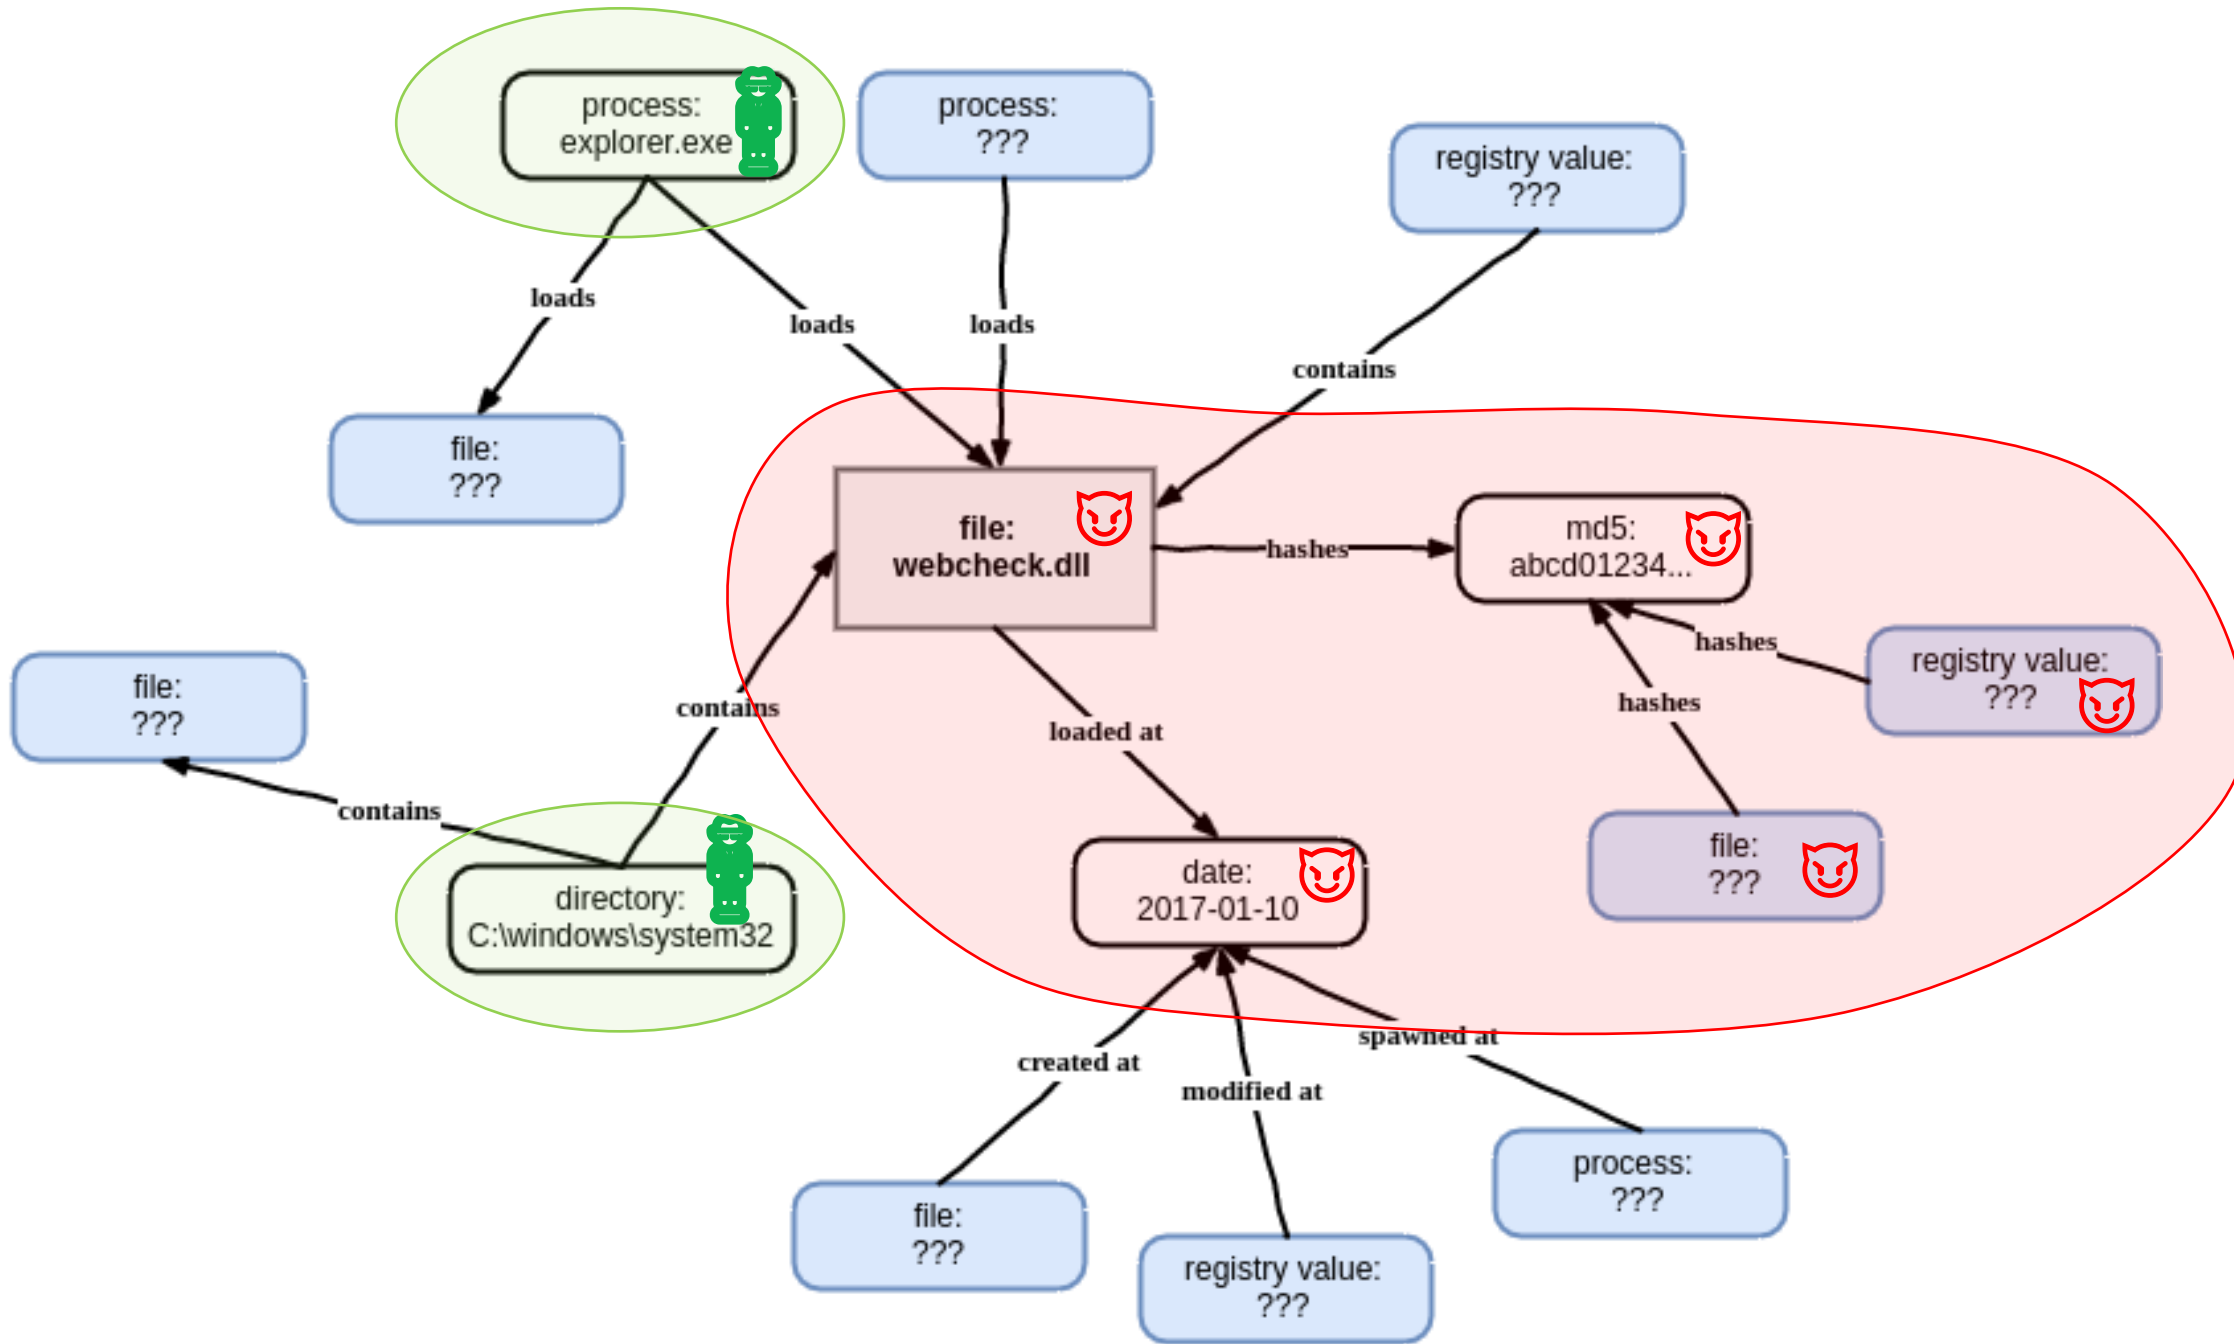 process:
explorer.exe
process:
???
registry value:
???
loads
loads
loads
contains
file:
???
file:
webcheck.dll
hashes
md5:
abcd01234...
hashes
registry value:
???
file:
???
contains
loaded at
hashes
contains
directory:
C:\windows\system32
date:
2017-01-10
file:
???
created at
modified at
spawned at
file:
???
registry value:
???
process:
???